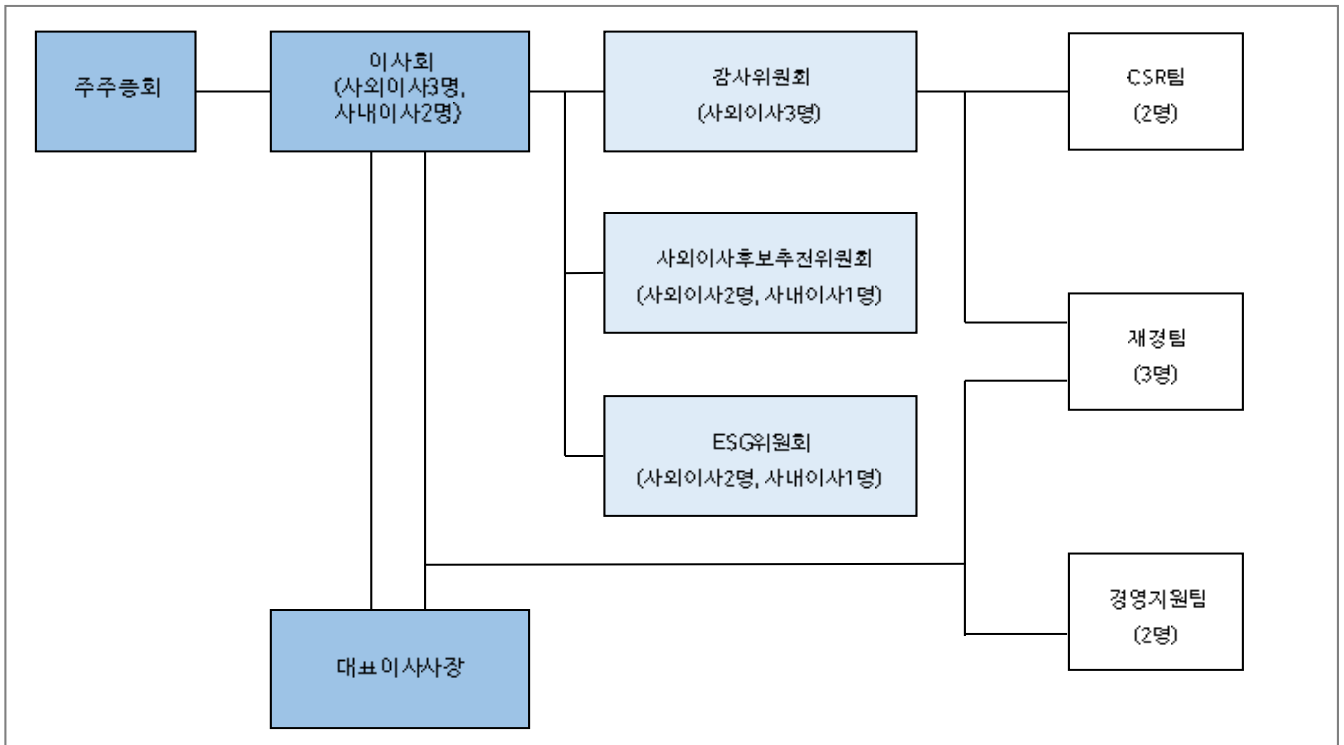 주주총회
이사회
(사외이사3명,
사내이사2명)
감사위원회
(사외이사3명)
CSR팀
(2명)
사외이사후보추천위원회
(사외이사2명, 사내이사1명)
재경팀
(3명)
ESG위원회
(사외이사2명, 사내이사1명)
경영지원팀
(2명)
대표이사사장